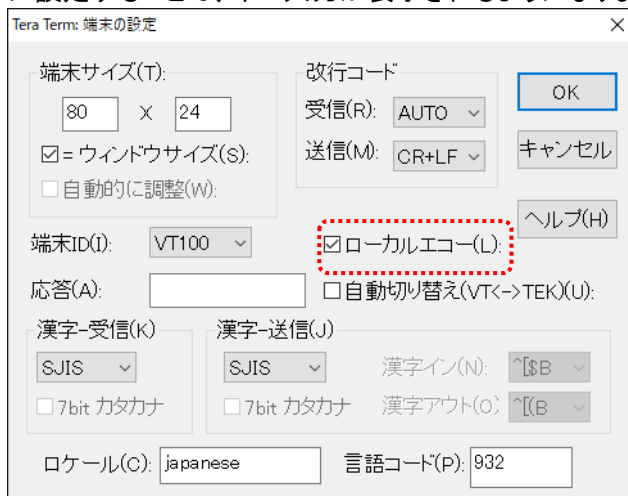 Tera Term: 端末の設定
端末サイズ(T):
80 X 24
=ウィンドウサイズ(S):
自動的に調整(W):
改行コード
受信(R): AUTO
送信(M): CR+LF
OK
キャンセル
ヘルプ(H)
端末ID(I): VT100
ローカルエコー(L):
応答(A):
自動切り替え(VT<->TEK)(U):
漢字-受信(K)
SJIS
7bit カタカナ
漢字-送信(J)
SJIS
7bit カタカナ
漢字イン(N): ^[$B
漢字アウト(O) ^[(B
ロケール(C): japanese
言語コード(P): 932